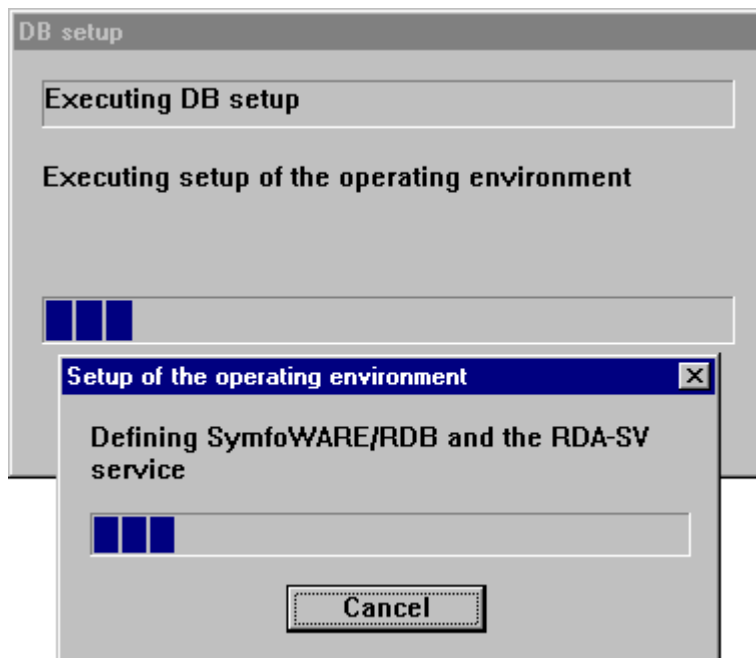 DB setup
Executing DB setup
Executing setup of the operating environment
Setup of the operating environment
Defining SymfoWARE/RDB and the RDA-SV
service
Cancel